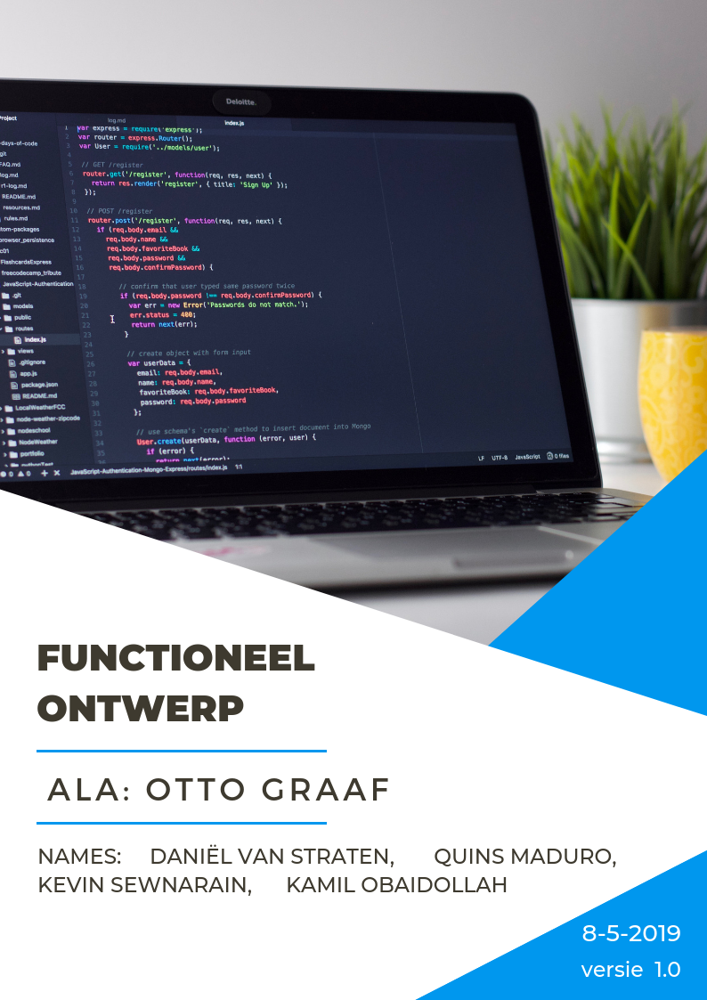 Deloitte.
Project
log.md
index.js
-days-of-code
git
FAQ.md
log.md
r1-log.md
README.md
resources.md
rules.md
tom-packages
browser_persistence
c01
FlashcardsExpress
freecodecamp_tribute
JavaScript-Authentication
.git
models
public
routes
index.js
views
.gitignore
app.js
package.json
README.md
LocalWeatherFCC
node-weather-zipcode
nodeschool
NodeWeather
portfolio
pythonTest
1 var express = require('express');
2 var router = express.Router();
3 var User = require('../models/user');
4
5 // GET /register
6 router.get('/register', function(req, res, next) {
7 return res.render('register', { title: 'Sign Up' });
8 });
9
10 // POST /register
11 router.post('/register', function(req, res, next) {
12 if (req.body.email &&
13 req.body.name &&
14 req.body.favoriteBook &&
15 req.body.password &&
16 req.body.confirmPassword) {
17
18 // confirm that user typed same password twice
19 if (req.body.password !== req.body.confirmPassword) {
20 var err = new Error('Passwords do not match.');
21 err.status = 400;
22 return next(err);
23 }
24
25 // create object with form input
26 var userData = {
27 email: req.body.email,
28 name: req.body.name,
29 favoriteBook: req.body.favoriteBook,
30 password: req.body.password
31 };
32
33 // use schema's `create` method to insert document into Mongo
34 User.create(userData, function (error, user) {
35 if (error) {
36 return next(error);
0 0 JavaScript-Authentication-Mongo-Express/routes/index.js 1:1
LF UTF-8 JavaScript 0 files
FUNCTIONEEL
ONTWERP
ALA: OTTO GRAAF
NAMES: DANIËL VAN STRATEN, QUINS MADURO,
KEVIN SEWNARAIN, KAMIL OBAIDOLLAH
8-5-2019
versie 1.0